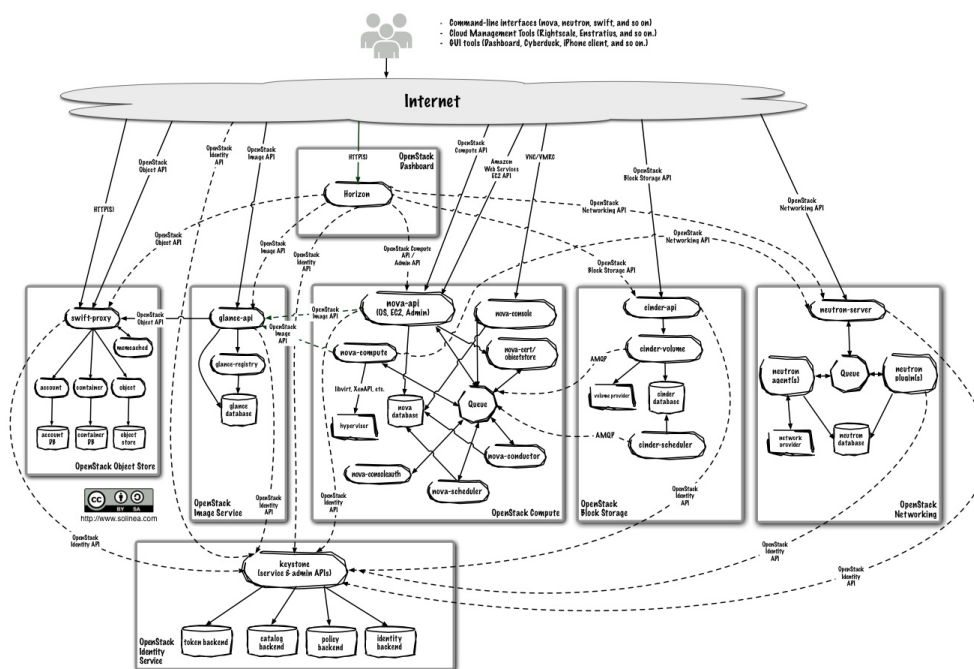 - Command-line interfaces (nova, neutron, swift, and so on)
- Cloud Management Tools (Rightscale, Enstratius, and so on.)
- GUI tools (Dashboard, Cyberduck, iPhone client, and so on.)
Internet
HTTP(S)
OpenStack
Object API
OpenStack
Identity
API
OpenStack
Image API
HTTP(S)
OpenStack
Dashboard
Horizon
OpenStack
Compute API
Amazon
Web Services
EC2 API
VNC/VMRC
OpenStack
Block Storage API
OpenStack
Networking API
OpenStack
Object API
OpenStack
Image API
OpenStack
Identity
API
OpenStack Compute
API /
Admin API
OpenStack
Block Storage API
OpenStack
Networking API
OpenStack
Networking API
swift-proxy
memcached
account
container
object
account
DB
container
DB
object
store
OpenStack Object Store
OpenStack
Object API
glance-api
glance-registry
glance
database
OpenStack
Image Service
OpenStack
Image API
OpenStack
Image API
nova-api
(OS, EC2, Admin)
nova-console
nova-cert/
objectstore
nova-compute
libvirt, XenAPI, etc.
hypervisor
nova
database
Queue
nova-conductor
nova-consoleauth
nova-scheduler
OpenStack Compute
AMQP
AMQP
cinder-api
cinder-volume
volume provider
cinder
database
cinder-scheduler
OpenStack
Block Storage
neutron-server
neutron
agent(s)
Queue
neutron
plugin(s)
network
provider
neutron
database
OpenStack
Networking
CC BY SA
http://www.solinea.com
OpenStack
Identity API
OpenStack
Identity
API
OpenStack
Identity
API
OpenStack
Identity
API
OpenStack
Identity
API
OpenStack
Identity
API
keystone
(service & admin APIs)
token backend
catalog
backend
policy
backend
identity
backend
OpenStack
Identity
Service